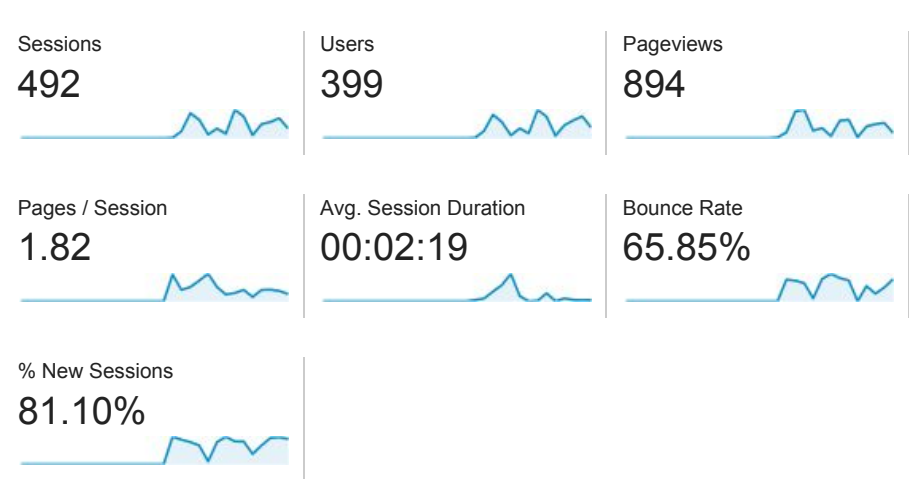 Sessions
492
Users
399
Pageviews
894
Pages / Session
1.82
Avg. Session Duration
00:02:19
Bounce Rate
65.85%
% New Sessions
81.10%